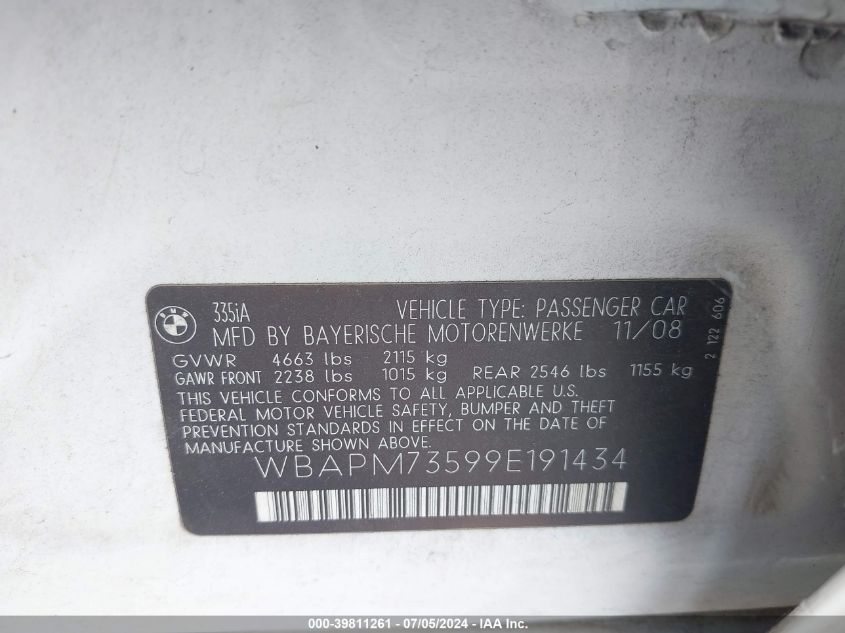 335iA VEHICLE TYPE: PASSENGER CAR
MFD BY BAYERISCHE MOTORENWERKE 11/08
GVWR 4663 lbs 2115 kg
GAWR FRONT 2238 lbs 1015 kg REAR 2546 lbs 1155 kg
THIS VEHICLE CONFORMS TO ALL APPLICABLE U.S.
FEDERAL MOTOR VEHICLE SAFETY, BUMPER AND THEFT
PREVENTION STANDARDS IN EFFECT ON THE DATE OF
MANUFACTURE SHOWN ABOVE.
WBAPM73599E191434
2 122 606
BMW
000-39811261 - 07/05/2024 - IAA Inc.